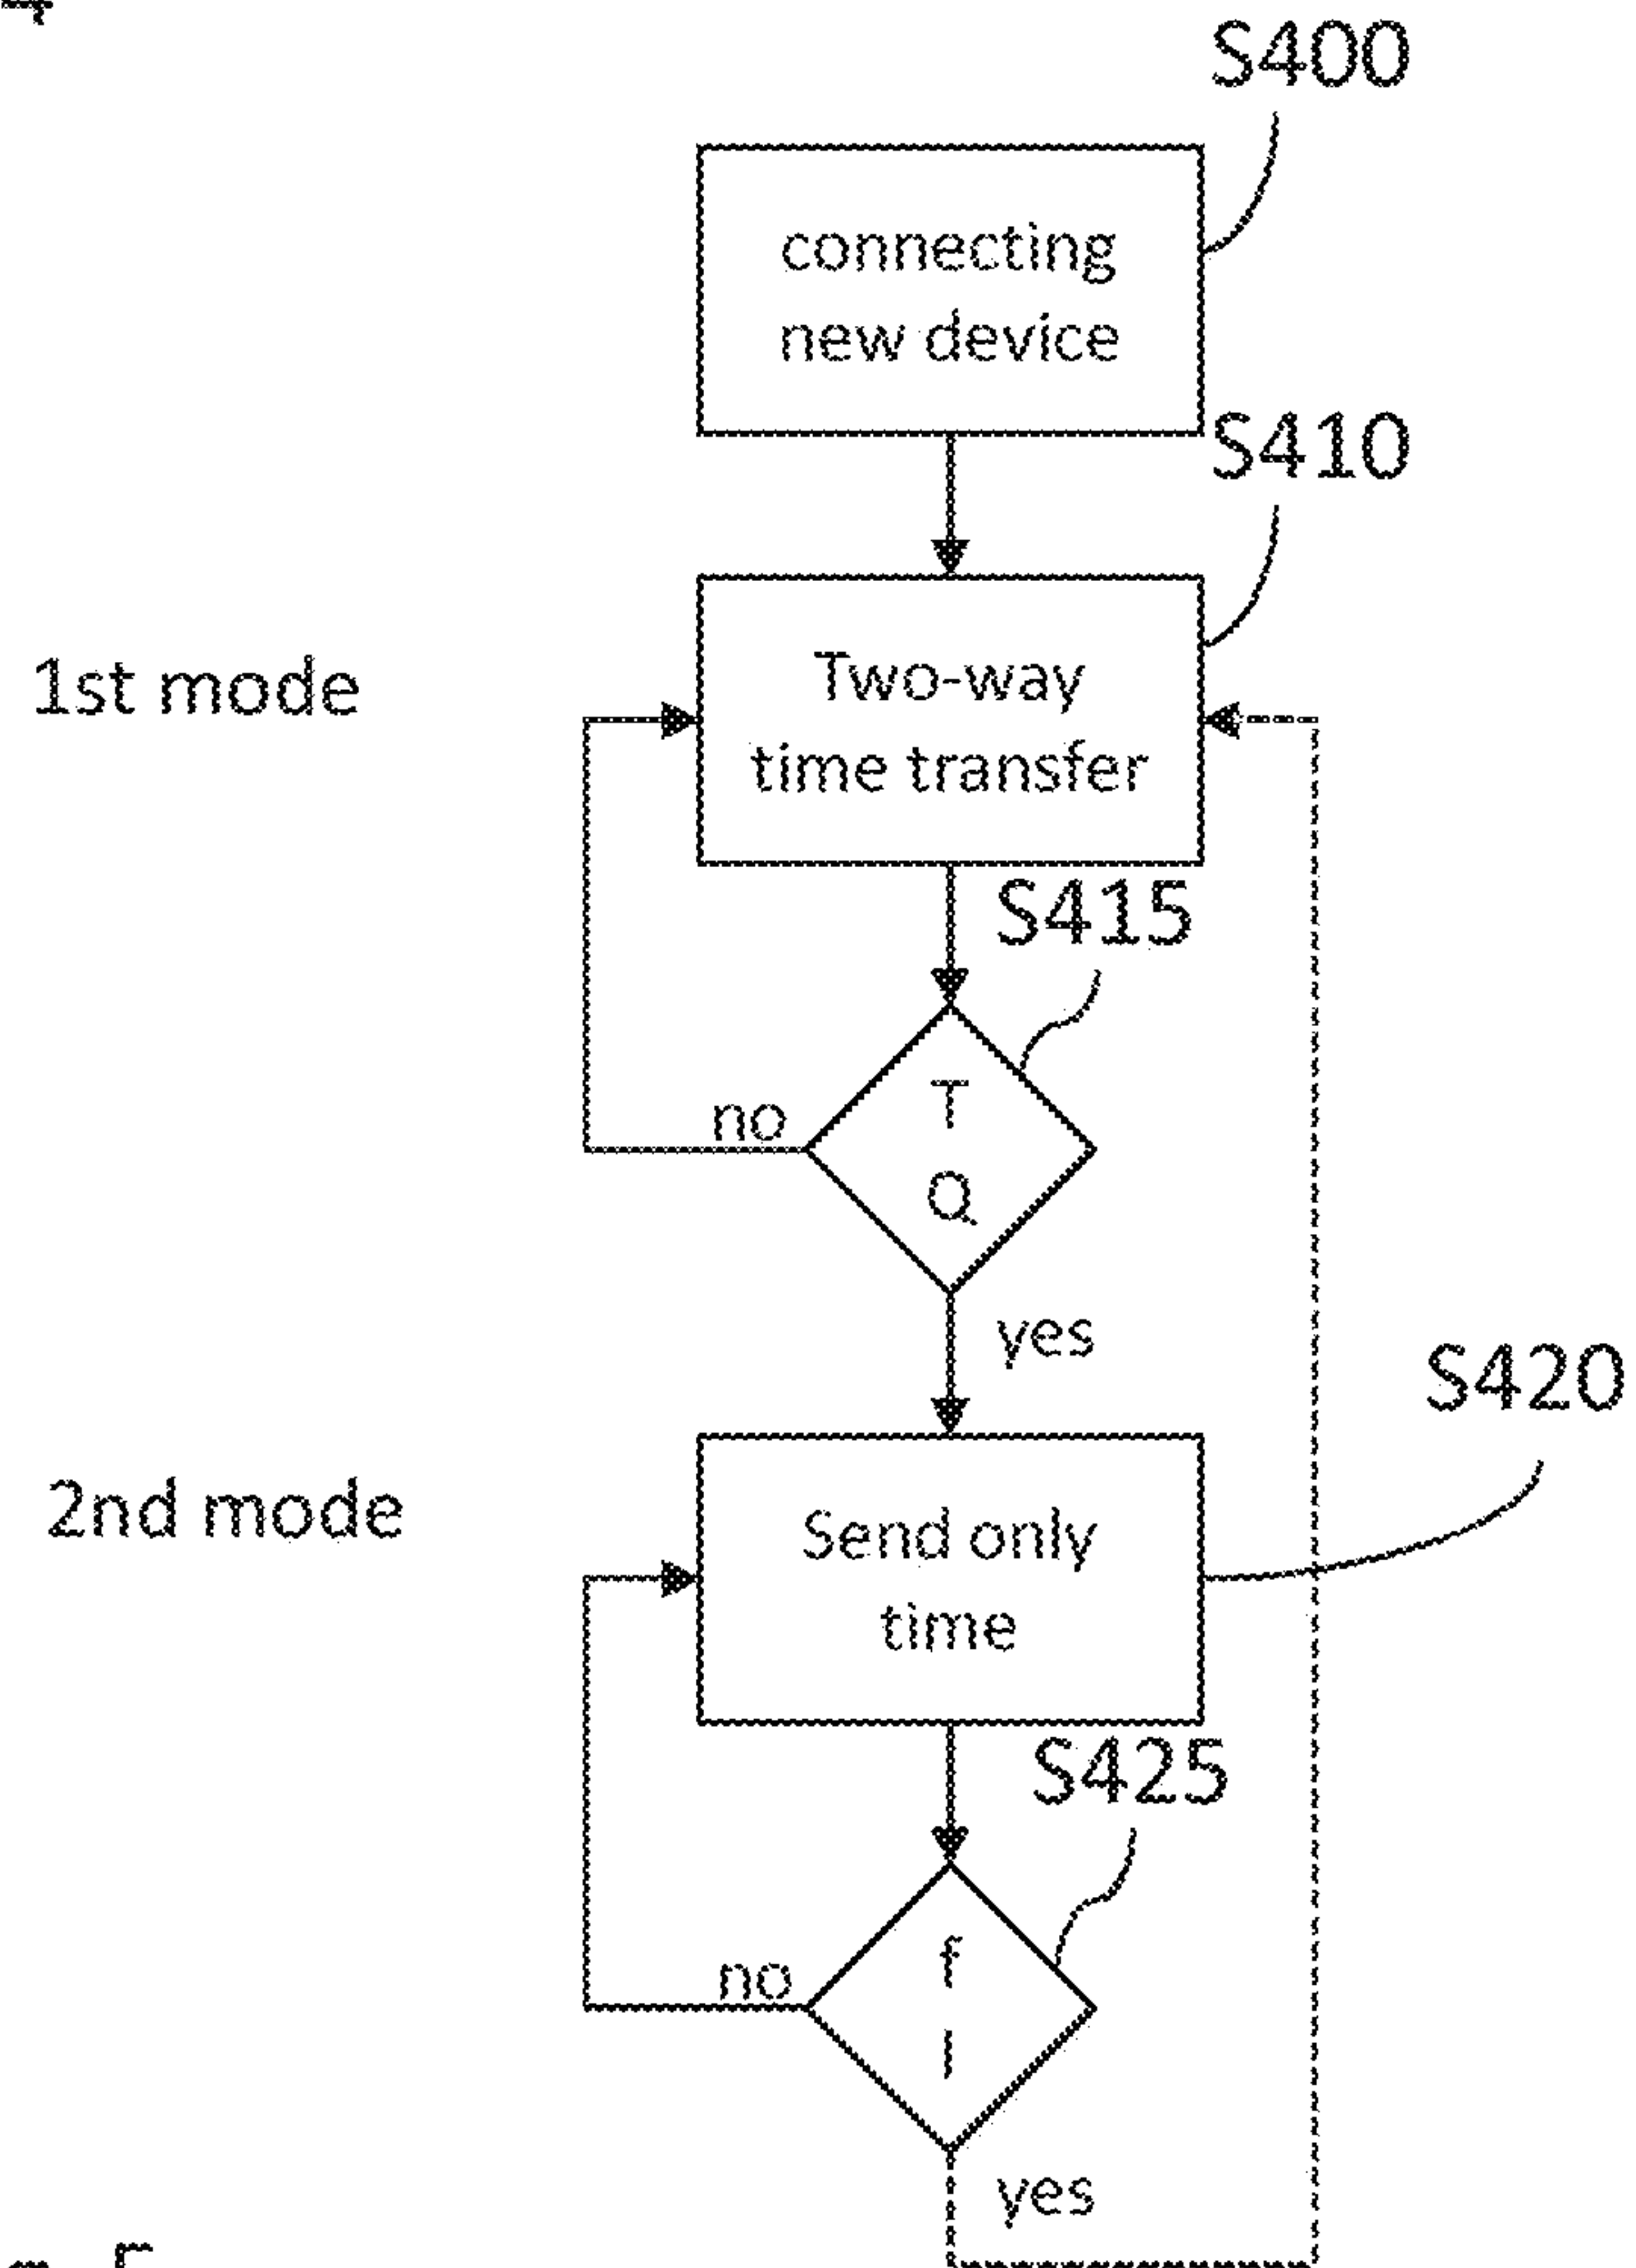 4
S400
connecting
new device
S410
1st mode
Two-way
time transfer
S415
T
no
Q
yes
S420
2nd mode
Send only
time
S425
f
no
l
yes